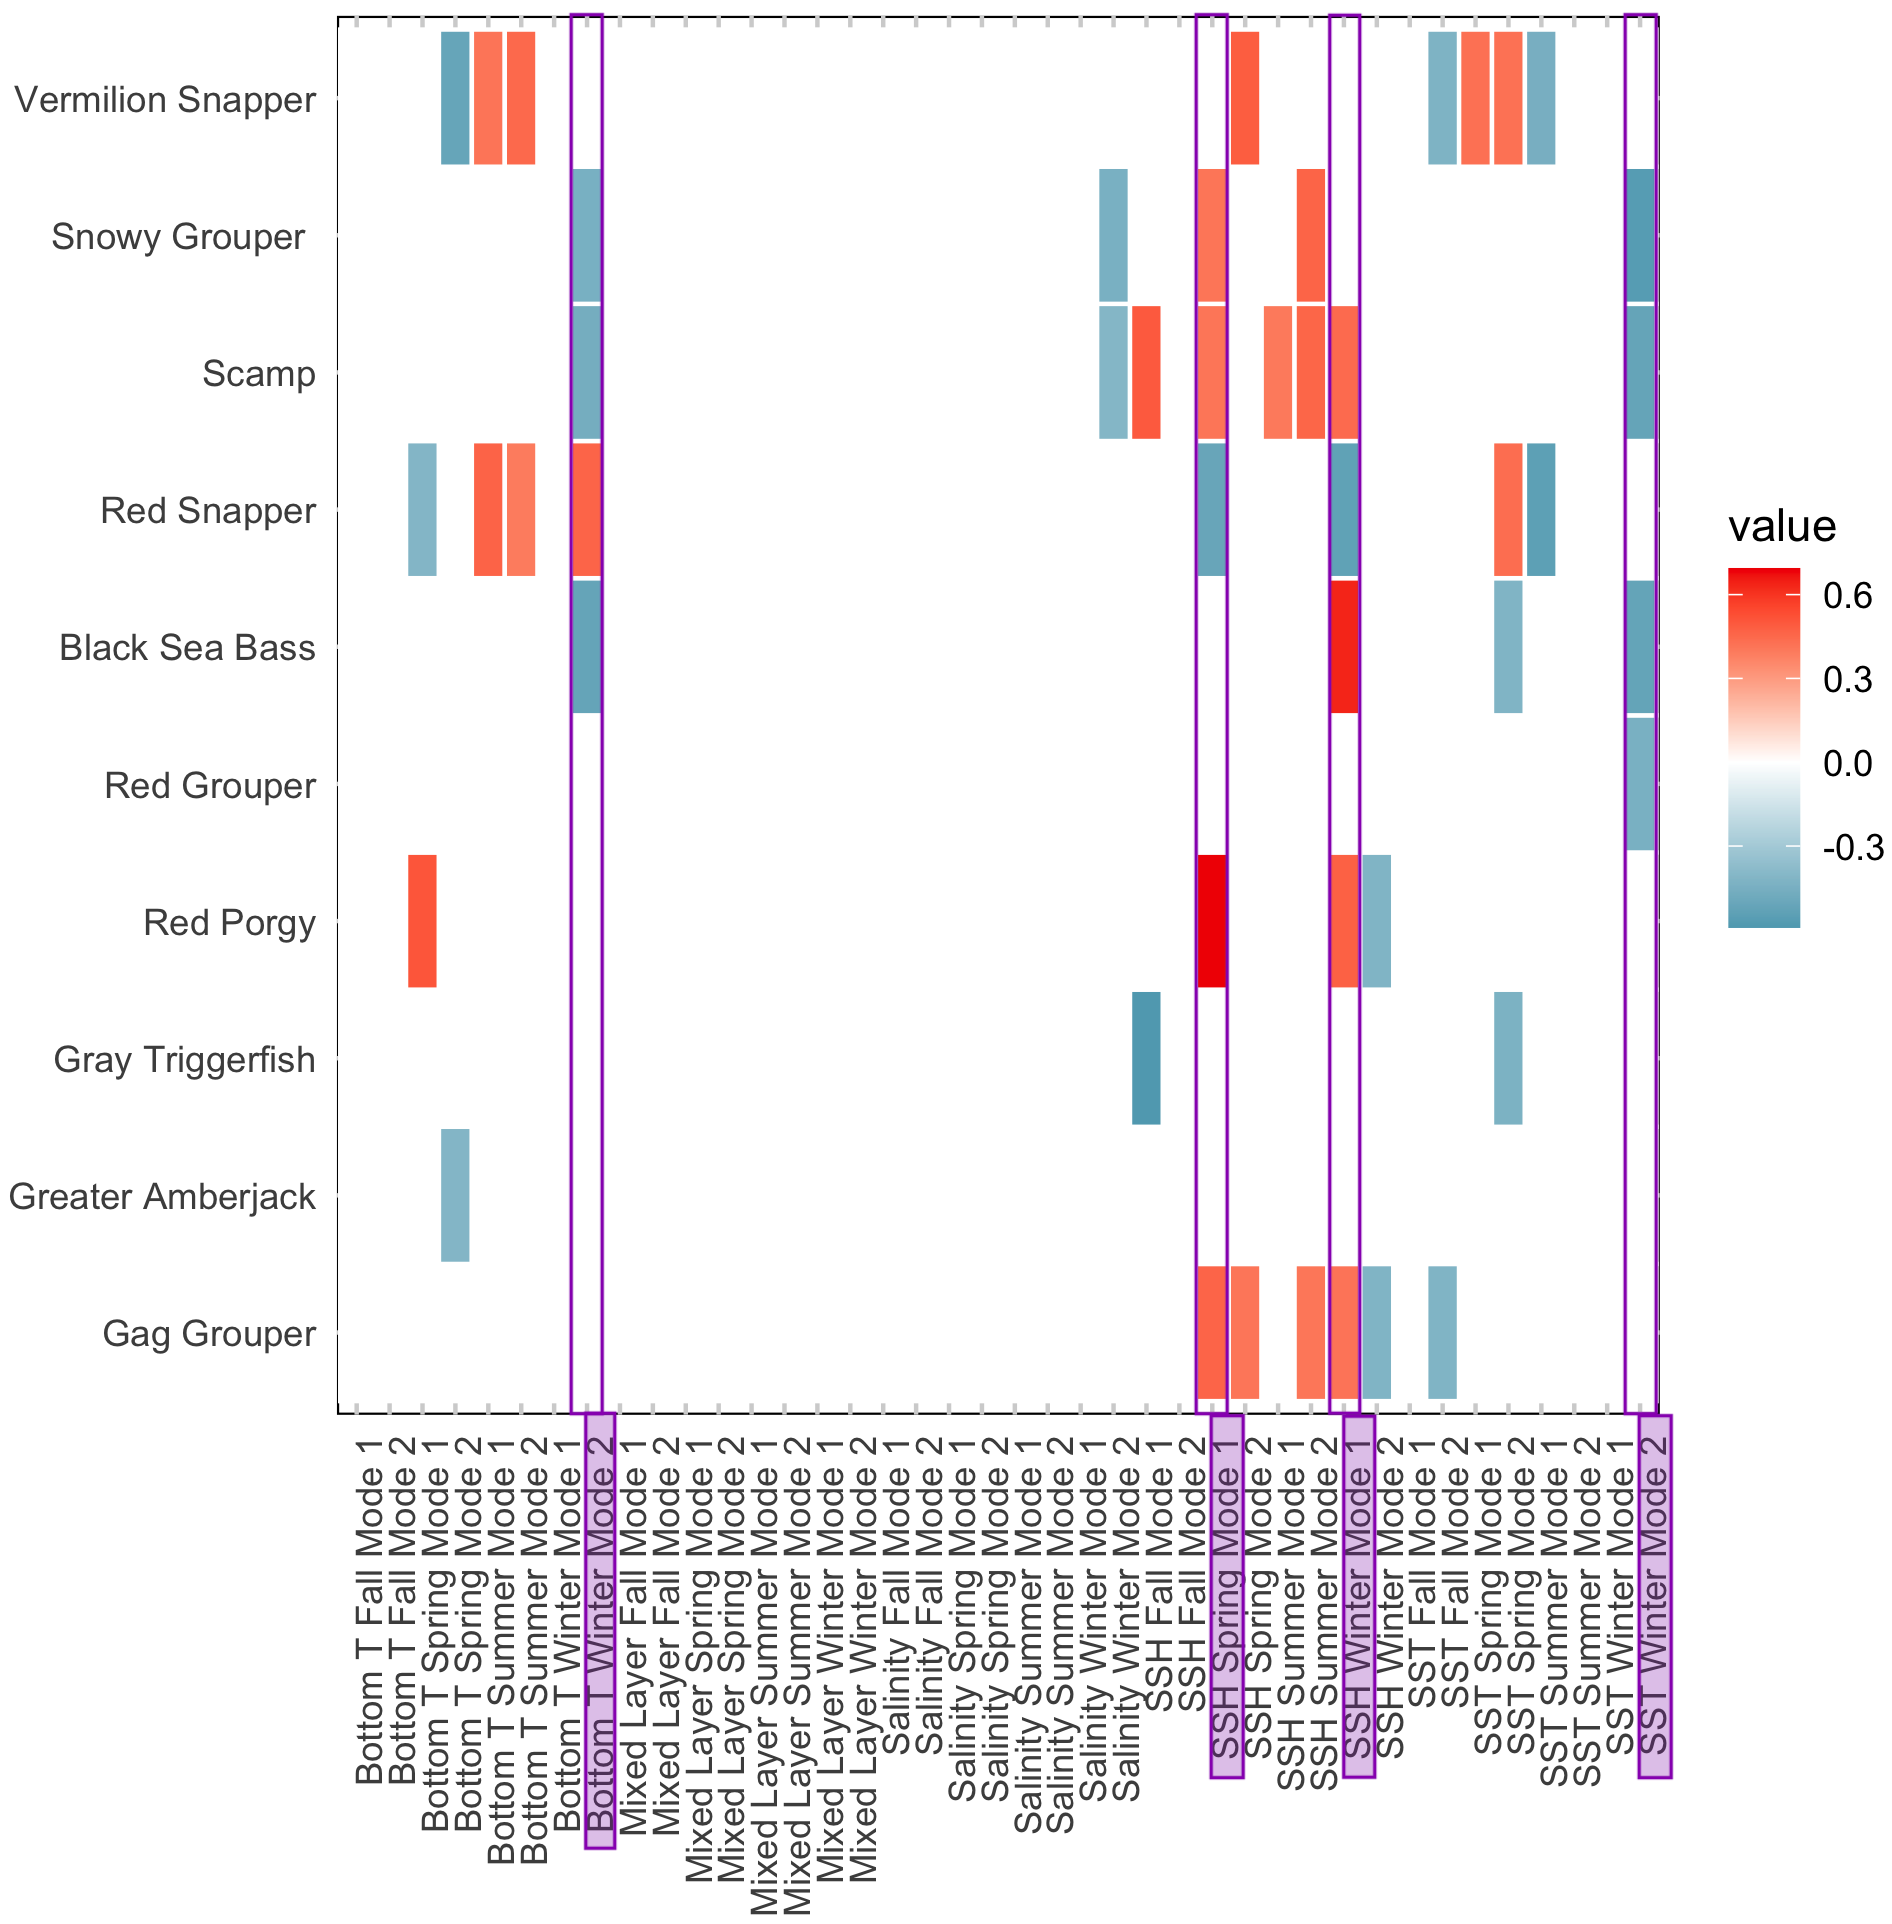 Vermilion Snapper
Snowy Grouper
Scamp
Red Snapper
Black Sea Bass
Red Grouper
Red Porgy
Gray Triggerfish
Greater Amberjack
Gag Grouper
value
0.6
0.3
0.0
-0.3
Bottom T Fall Mode 1
Bottom T Fall Mode 2
Bottom T Spring Mode 1
Bottom T Spring Mode 2
Bottom T Summer Mode 1
Bottom T Summer Mode 2
Bottom T Winter Mode 1
Bottom T Winter Mode 2
Mixed Layer Fall Mode 1
Mixed Layer Fall Mode 2
Mixed Layer Spring Mode 1
Mixed Layer Spring Mode 2
Mixed Layer Summer Mode 1
Mixed Layer Summer Mode 2
Mixed Layer Winter Mode 1
Mixed Layer Winter Mode 2
Salinity Fall Mode 1
Salinity Fall Mode 2
Salinity Spring Mode 1
Salinity Spring Mode 2
Salinity Summer Mode 1
Salinity Summer Mode 2
Salinity Winter Mode 1
Salinity Winter Mode 2
SSH Fall Mode 1
SSH Fall Mode 2
SSH Spring Mode 1
SSH Spring Mode 2
SSH Summer Mode 1
SSH Summer Mode 2
SSH Winter Mode 1
SSH Winter Mode 2
SST Fall Mode 1
SST Fall Mode 2
SST Spring Mode 1
SST Spring Mode 2
SST Summer Mode 1
SST Summer Mode 2
SST Winter Mode 1
SST Winter Mode 2